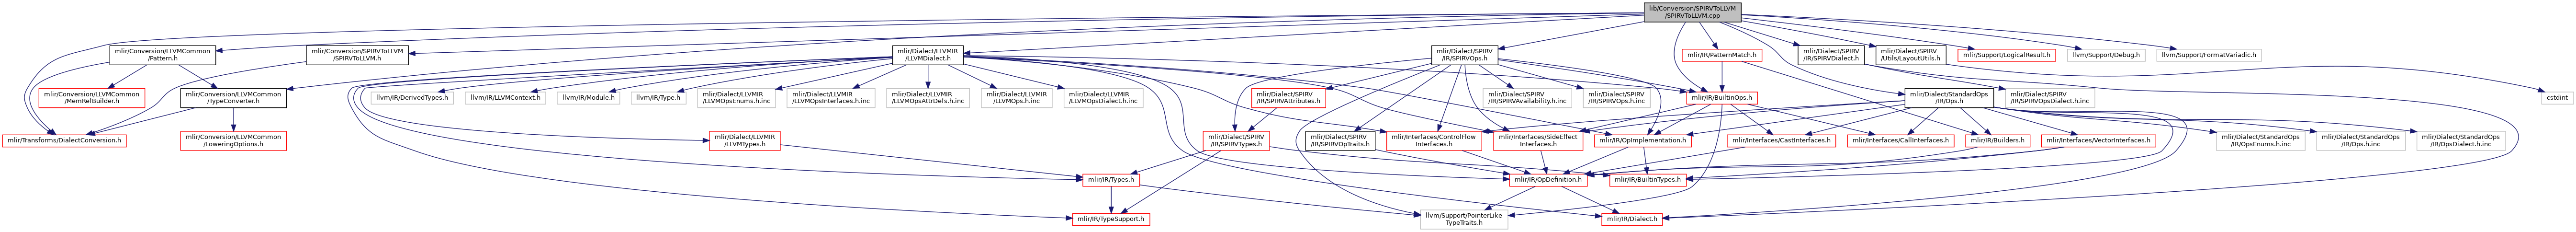 lib/Conversion/SPIRVToLLVM
/SPIRVToLLVM.cpp
mlir/Conversion/LLVMCommon
/Pattern.h
mlir/Conversion/SPIRVToLLVM
/SPIRVToLLVM.h
mlir/Dialect/LLVMIR
/LLVMDialect.h
mlir/Dialect/SPIRV
/IR/SPIRVOps.h
mlir/IR/PatternMatch.h
mlir/Dialect/SPIRV
/IR/SPIRVDialect.h
mlir/Dialect/SPIRV
/Utils/LayoutUtils.h
mlir/Support/LogicalResult.h
llvm/Support/Debug.h
llvm/Support/FormatVariadic.h
mlir/Conversion/LLVMCommon
/MemRefBuilder.h
mlir/Conversion/LLVMCommon
/TypeConverter.h
llvm/IR/DerivedTypes.h
llvm/IR/LLVMContext.h
llvm/IR/Module.h
llvm/IR/Type.h
mlir/Dialect/LLVMIR
/LLVMOpsEnums.h.inc
mlir/Dialect/LLVMIR
/LLVMOpsInterfaces.h.inc
mlir/Dialect/LLVMIR
/LLVMOpsAttrDefs.h.inc
mlir/Dialect/LLVMIR
/LLVMOps.h.inc
mlir/Dialect/LLVMIR
/LLVMOpsDialect.h.inc
mlir/Dialect/SPIRV
/IR/SPIRVAttributes.h
mlir/Dialect/SPIRV
/IR/SPIRVAvailability.h.inc
mlir/Dialect/SPIRV
/IR/SPIRVOps.h.inc
mlir/IR/BuiltinOps.h
mlir/Dialect/StandardOps
/IR/Ops.h
mlir/Dialect/SPIRV
/IR/SPIRVOpsDialect.h.inc
cstdint
mlir/Transforms/DialectConversion.h
mlir/Conversion/LLVMCommon
/LoweringOptions.h
mlir/Dialect/LLVMIR
/LLVMTypes.h
mlir/Dialect/SPIRV
/IR/SPIRVTypes.h
mlir/Dialect/SPIRV
/IR/SPIRVOpTraits.h
mlir/Interfaces/ControlFlow
Interfaces.h
mlir/Interfaces/SideEffect
Interfaces.h
mlir/IR/OpImplementation.h
mlir/Interfaces/CastInterfaces.h
mlir/Interfaces/CallInterfaces.h
mlir/IR/Builders.h
mlir/Interfaces/VectorInterfaces.h
mlir/Dialect/StandardOps
/IR/OpsEnums.h.inc
mlir/Dialect/StandardOps
/IR/Ops.h.inc
mlir/Dialect/StandardOps
/IR/OpsDialect.h.inc
mlir/IR/Types.h
mlir/IR/OpDefinition.h
mlir/IR/BuiltinTypes.h
mlir/IR/TypeSupport.h
llvm/Support/PointerLike
TypeTraits.h
mlir/IR/Dialect.h